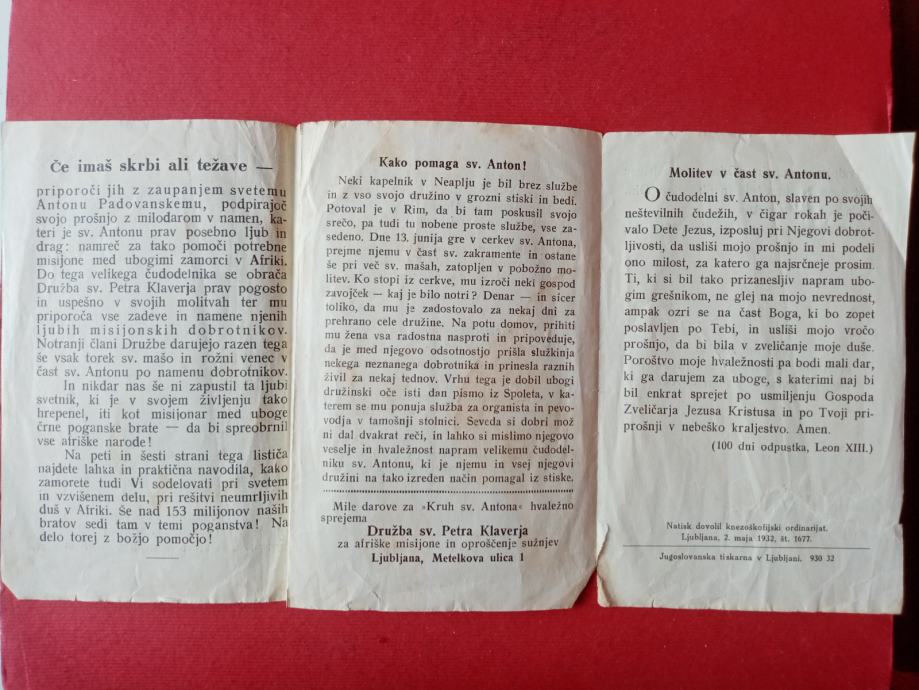 Če imaš skrbi ali težave —
priporoči jih z zaupanjem svetemu
Antonu Padovanskemu, podpirajoč
svojo prošnjo z milodarom v namen, ka-
teri je sv. Antonu prav posebno ljub in
drag: namreč za tako pomoči potrebne
misijone med ubogimi zamorci v Afriki.
Do tega velikega čudodelnika se obrača
Družba sv. Petra Klaverja prav pogosto
in uspešno v svojih molitvah ter mu
priporoča vse zadeve in namene njenih
ljubih misijonskih dobrotnikov.
Notranji člani Družbe darujejo razen tega
še vsak torek sv. mašo in rožni venec v
čast sv. Antonu po namenu dobrotnikov.
In nikdar nas še ni zapustil ta ljubi
svetnik, ki je v svojem življenju tako
hrepenel, iti kot misijonar med uboge
črne poganske brate — da bi spreobrnil
vse afriške narode!
Na peti in šesti strani tega lističa
najdete lahka in praktična navodila, kako
zamorete tudi Vi sodelovati pri svetem
in vzvišenem delu, pri rešitvi neumrljivih
duš v Afriki. Še nad 153 milijonov naših
bratov sedi tam v temi poganstva! Na
delo torej z božjo pomočjo!
Kako pomaga sv. Anton!
Neki kapelnik v Neaplju je bil brez službe
in z vso svojo družino v grozni stiski in bedi.
Potoval je v Rim, da bi tam poskusil svojo
srečo, pa tudi tu nobene proste službe, vse za-
sedeno. Dne 13. junija gre v cerkev sv. Antona,
prejme njemu v čast sv. zakramente in ostane
še pri več sv. mašah, zatopljen v pobožno mo-
litev. Ko stopi iz cerkve, mu izroči neki gospod
zavojček — kaj je bilo notri? Denar — in sicer
toliko, da mu je zadostovalo za nekaj dni za
prehrano cele družine. Na potu domov, prihiti
mu žena vsa radostna nasproti in pripoveduje,
da je med njegovo odsotnostjo prišla služkinja
nekega neznanega dobrotnika in prinesla raznih
živil za nekaj tednov. Vrhu tega je dobil ubogi
družinski oče isti dan pismo iz Spoleta, v ka-
terem se mu ponuja služba za organista in pevo-
vodja v tamošnji stolnici. Seveda si dobri mož
ni dal dvakrat reči, in lahko si mislimo njegovo
veselje in hvaležnost napram velikemu čudodel-
niku sv. Antonu, ki je njemu in vsej njegovi
družini na tako izreden način pomagal iz stiske.
Mile darove za »Kruh sv. Antona« hvaležno
sprejema
Družba sv. Petra Klaverja
za afriške misijone in oproščenje sužnjev
Ljubljana, Metelkova ulica 1
Molitev v čast sv. Antonu.
O čudodelni sv. Anton, slaven po svojih
neštevilnih čudežih, v čigar rokah je poči-
valo Dete Jezus, izposluj pri Njegovi dobrot-
ljivosti, da usliši mojo prošnjo in mi podeli
ono milost, za katero ga najsrčneje prosim.
Ti, ki si bil tako prizanesljiv napram ubo-
gim grešnikom, ne glej na mojo nevrednost,
ampak ozri se na čast Boga, ki bo zopet
poslavljen po Tebi, in usliši mojo vročo
prošnjo, da bi bila v zveličanje moje duše.
Poroštvo moje hvaležnosti pa bodi mali dar,
ki ga darujem za uboge, s katerimi naj bi
bil enkrat sprejet po usmiljenju Gospoda
Zveličarja Jezusa Kristusa in po Tvoji pri-
prošnji v nebeško kraljestvo. Amen.
(100 dni odpustka, Leon XIII.)
Natisk dovolil knezoškofijski ordinarijat.
Ljubljana, 2. maja 1932, št. 1677.
Jugoslovanska tiskarna v Ljubljani. 930 32